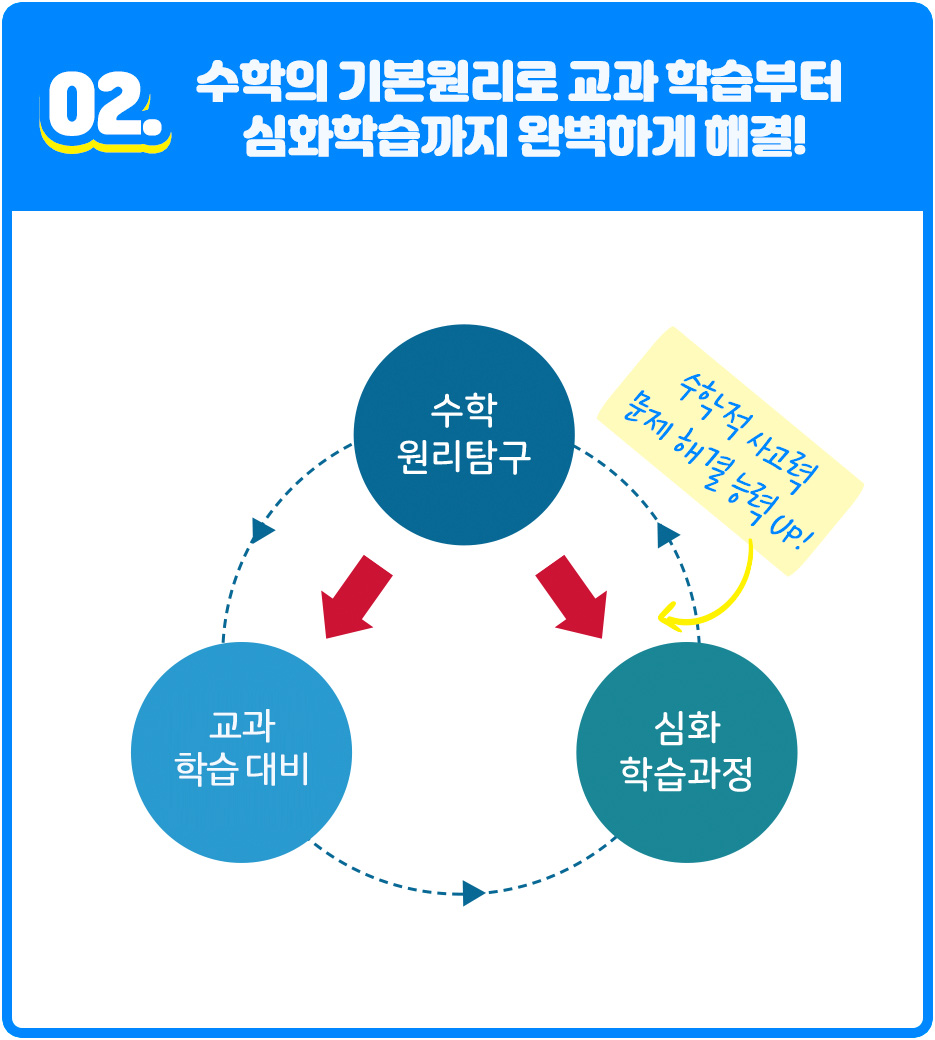 02.
수학의 기본원리로 교과 학습부터
심화학습까지 완벽하게 해결!
수학
원리탐구
수학적 사고력
문제 해결 능력 UP!
교과
학습 대비
심화
학습과정